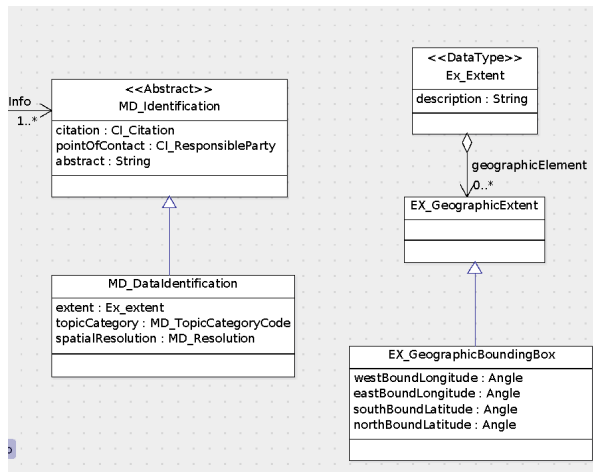 Info
1..*
<<Abstract>>
MD_Identification
citation : CI_Citation
pointOfContact : CI_ResponsibleParty
abstract : String
MD_DataIdentification
extent : Ex_extent
topicCategory : MD_TopicCategoryCode
spatialResolution : MD_Resolution
<<DataType>>
Ex_Extent
description : String
geographicElement
0..*
EX_GeographicExtent
EX_GeographicBoundingBox
westBoundLongitude : Angle
eastBoundLongitude : Angle
southBoundLatitude : Angle
northBoundLatitude : Angle